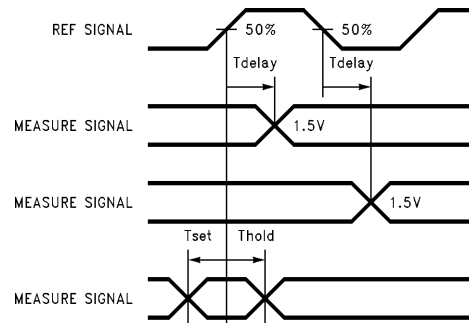 REF SIGNAL 50% 50%
Tdelay Tdelay
MEASURE SIGNAL 1.5V
MEASURE SIGNAL 1.5V
Tset Thold
MEASURE SIGNAL